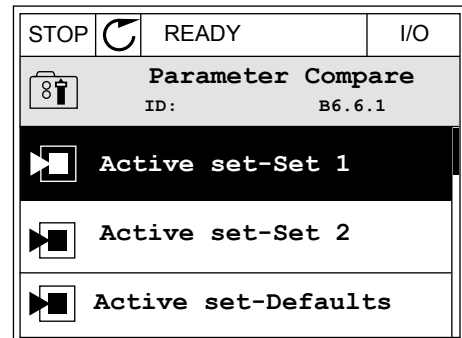 STOP READY I/O
Parameter Compare
ID: B6.6.1
Active set-Set 1
Active set-Set 2
Active set-Defaults